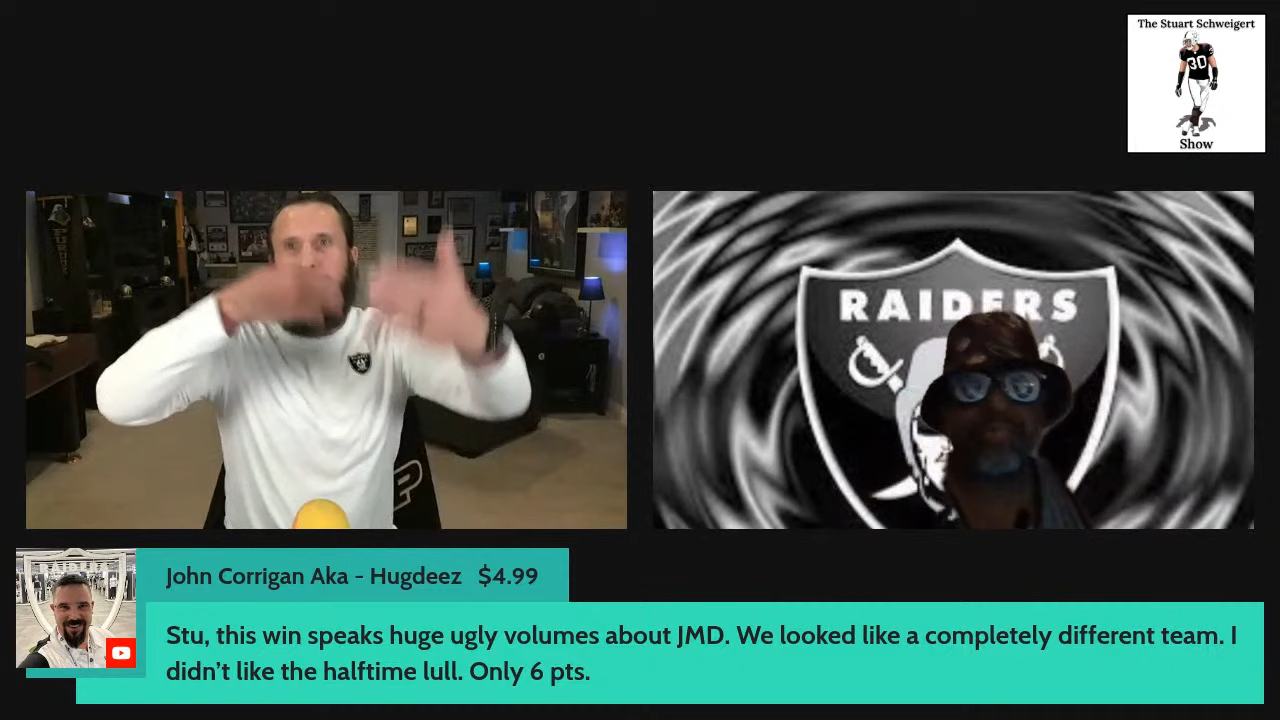 The Stuart Schweigert
30
Show
RAIDERS
John Corrigan Aka - Hugdeez $4.99
Stu, this win speaks huge ugly volumes about JMD. We looked like a completely different team. I
didn't like the halftime lull. Only 6 pts.